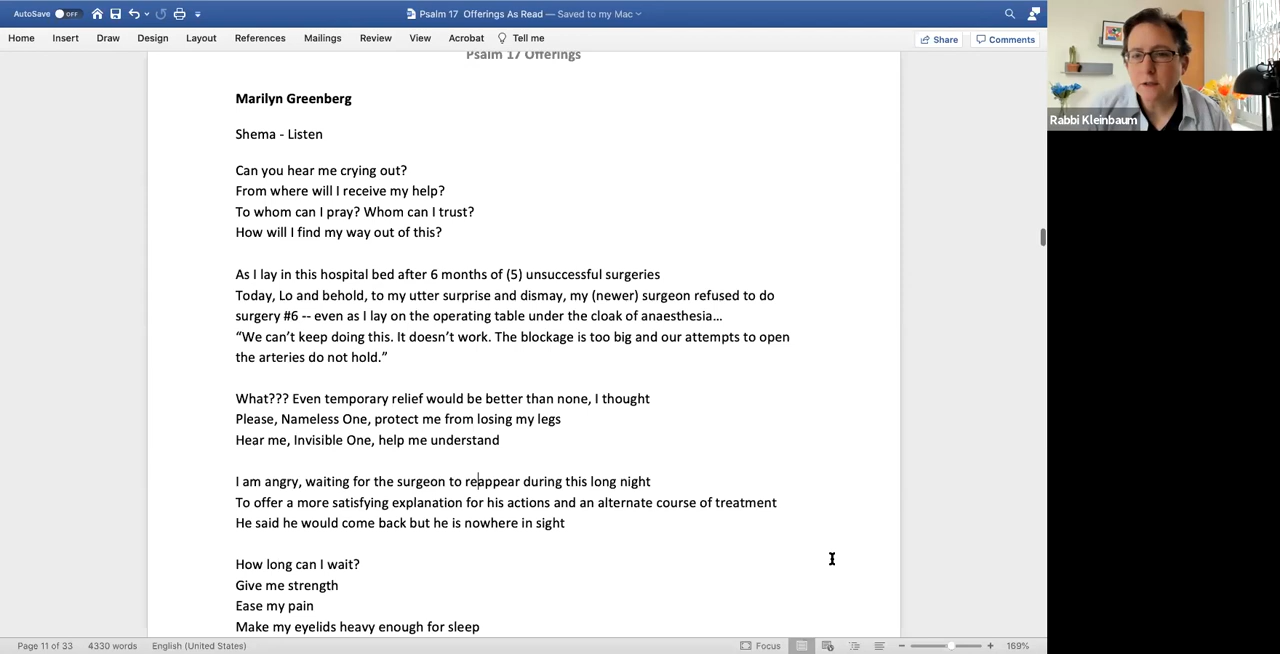 AutoSave OFF
Psalm 17 Offerings As Read — Saved to my Mac
Home Insert Draw Design Layout References Mailings Review View Acrobat Tell me
Share Comments
Rabbi Kleinbaum
Psalm 17 Offerings
Marilyn Greenberg
Shema - Listen
Can you hear me crying out?
From where will I receive my help?
To whom can I pray? Whom can I trust?
How will I find my way out of this?
As I lay in this hospital bed after 6 months of (5) unsuccessful surgeries
Today, Lo and behold, to my utter surprise and dismay, my (newer) surgeon refused to do
surgery #6 -- even as I lay on the operating table under the cloak of anaesthesia…
“We can’t keep doing this. It doesn’t work. The blockage is too big and our attempts to open
the arteries do not hold.”
What??? Even temporary relief would be better than none, I thought
Please, Nameless One, protect me from losing my legs
Hear me, Invisible One, help me understand
I am angry, waiting for the surgeon to reappear during this long night
To offer a more satisfying explanation for his actions and an alternate course of treatment
He said he would come back but he is nowhere in sight
How long can I wait?
Give me strength
Ease my pain
Make my eyelids heavy enough for sleep
Page 11 of 33 4330 words English (United States) Focus 169%